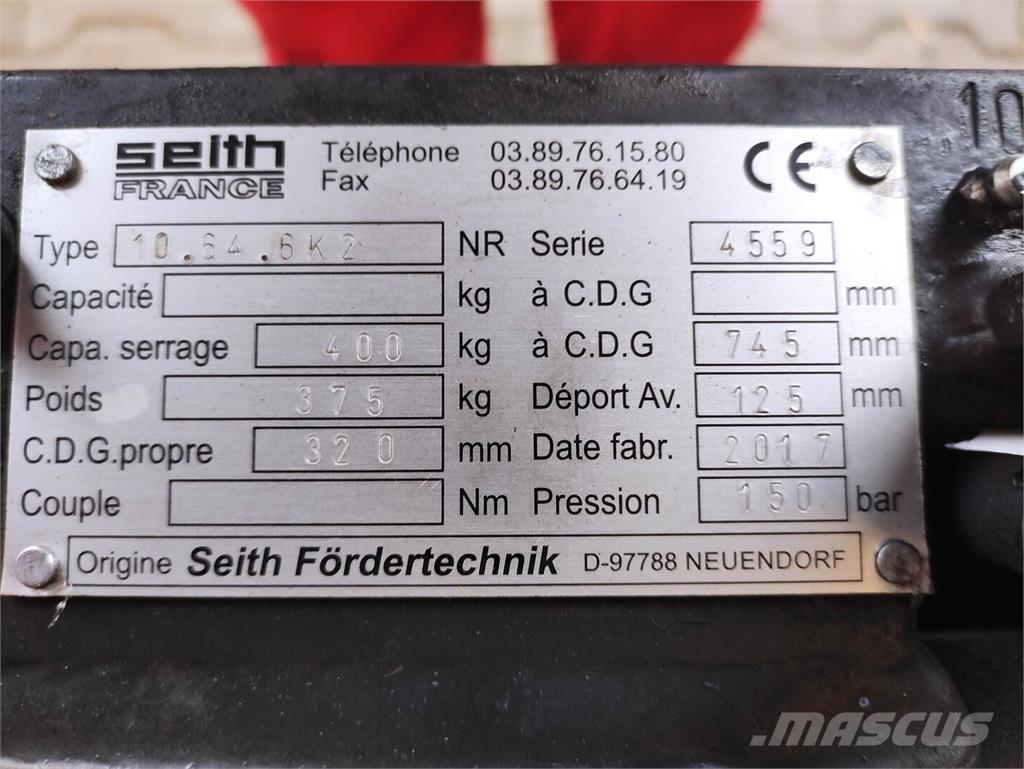 10
seith
FRANCE
Téléphone 03.89.76.15.80
Fax 03.89.76.64.19
CE
Type 10.64.6K2 NR Serie 4559
Capacité kg à C.D.G mm
Capa. serrage 400 kg à C.D.G 745 mm
Poids 375 kg Déport Av. 125 mm
C.D.G.propre 320 mm Date fabr. 2017
Couple Nm Pression 150 bar
Origine Seith Fördertechnik D-97788 NEUENDORF
MASCUS